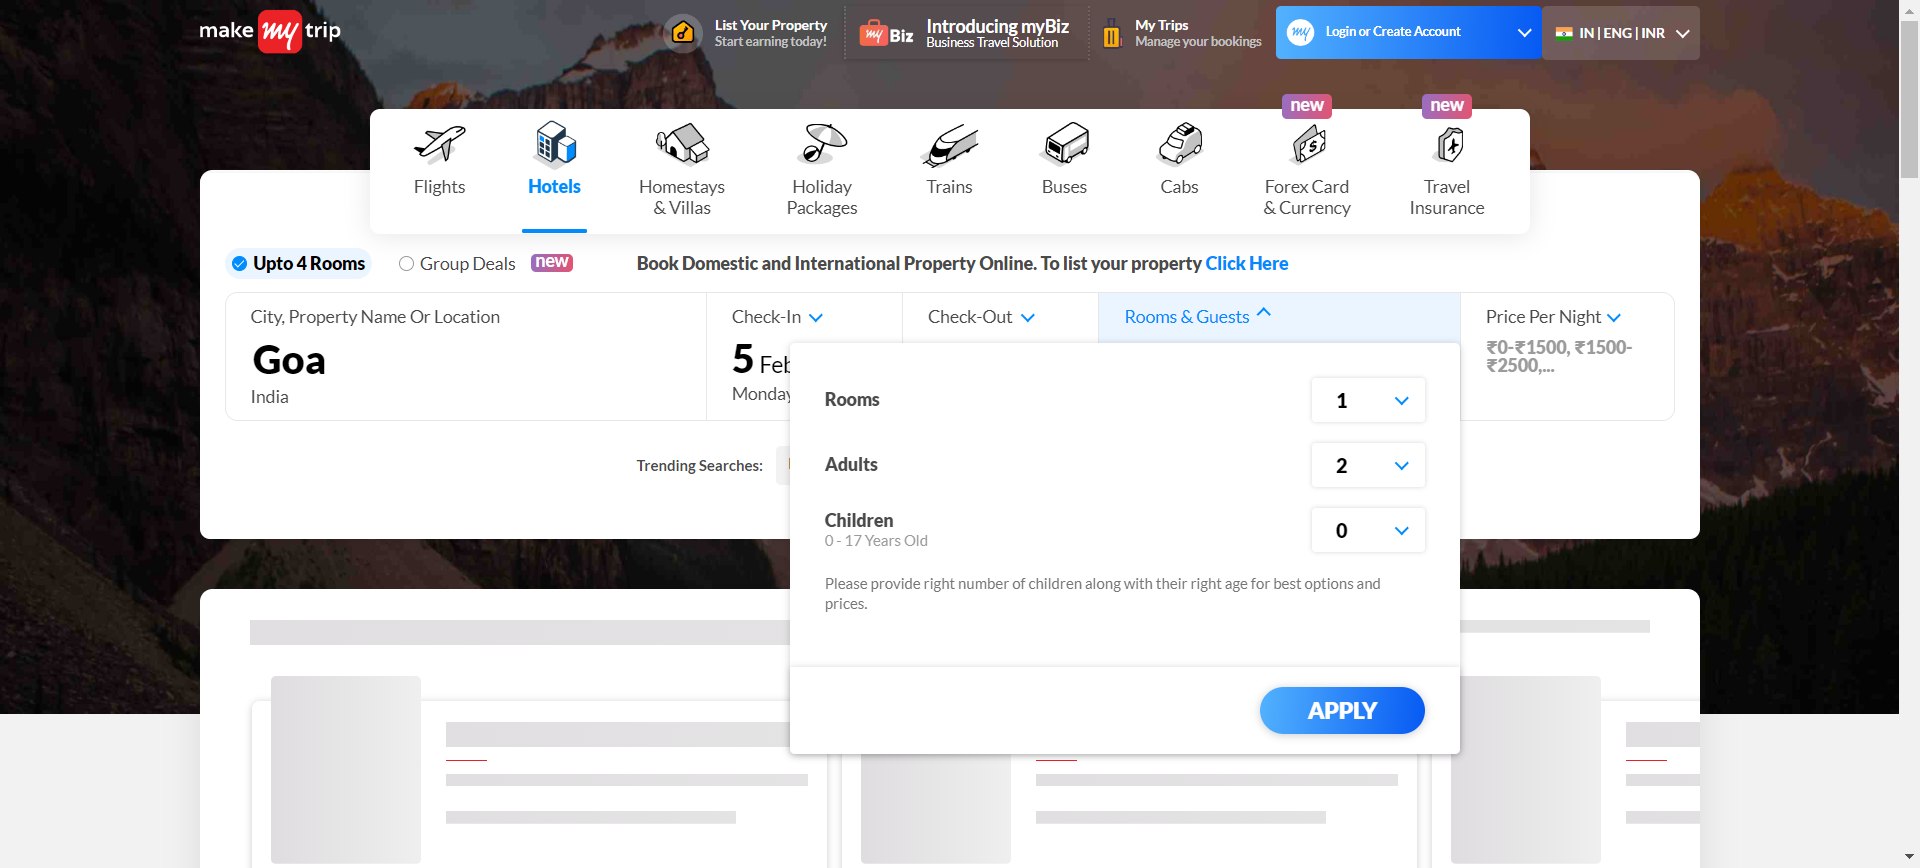 make my trip
List Your Property
Start earning today!
my Biz
Introducing myBiz
Business Travel Solution
My Trips
Manage your bookings
my
Login or Create Account
IN | ENG | INR
new
new
Flights
Hotels
Homestays
& Villas
Holiday
Packages
Trains
Buses
Cabs
Forex Card
& Currency
Travel
Insurance
Upto 4 Rooms
Group Deals
new
Book Domestic and International Property Online. To list your property Click Here
City, Property Name Or Location
Goa
India
Check-In
5 Feb
Monday
Check-Out
Rooms & Guests
Price Per Night
₹0-₹1500, ₹1500-
₹2500,...
Trending Searches:
Rooms
1
Adults
2
Children
0 - 17 Years Old
0
Please provide right number of children along with their right age for best options and
prices.
APPLY